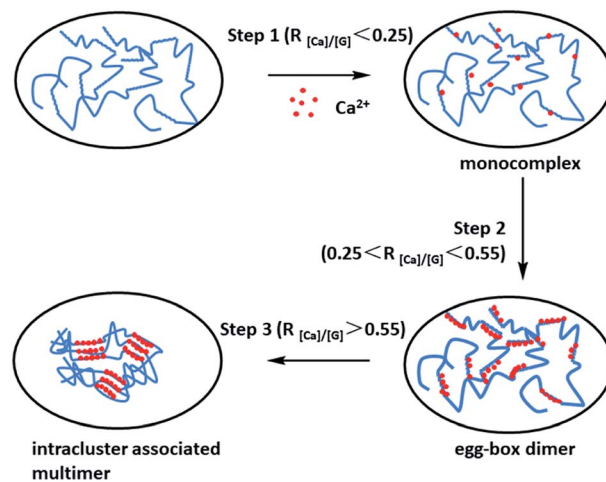 Step 1 (R [Ca]/[G]<0.25)
Ca2+
monocomplex
Step 2
(0.25<R [Ca]/[G]<0.55)
Step 3 (R [Ca]/[G]>0.55)
intracluster associated
multimer
egg-box dimer